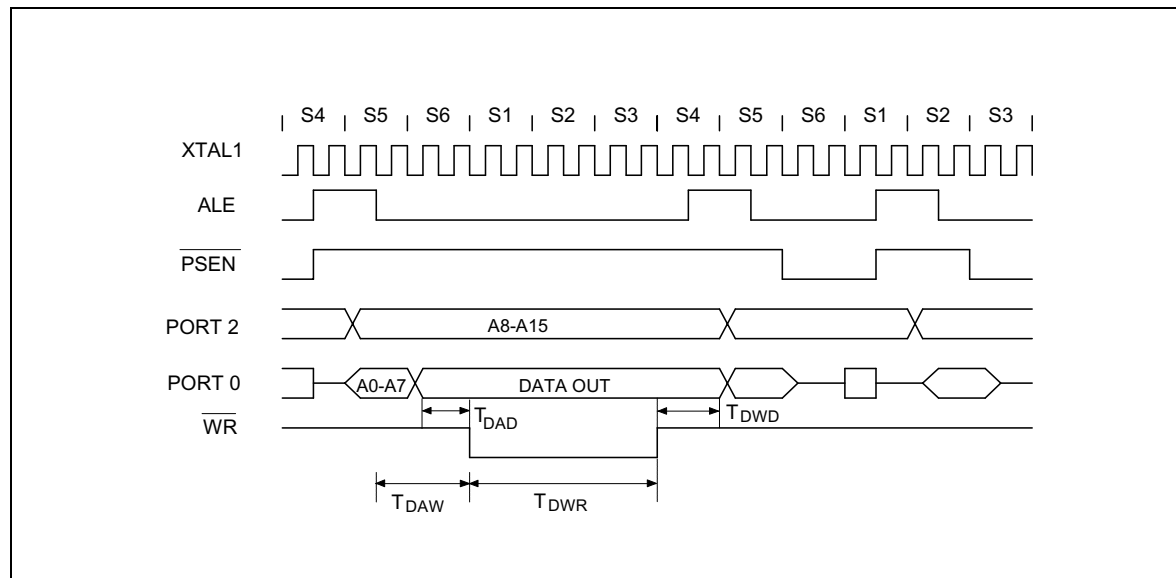 S4 S5 S6 S1 S2 S3 S4 S5 S6 S1 S2 S3
XTAL1
ALE
PSEN
PORT 2 A8-A15
PORT 0 A0-A7 DATA OUT
WR TDAD TDWD
TDAW TDWR